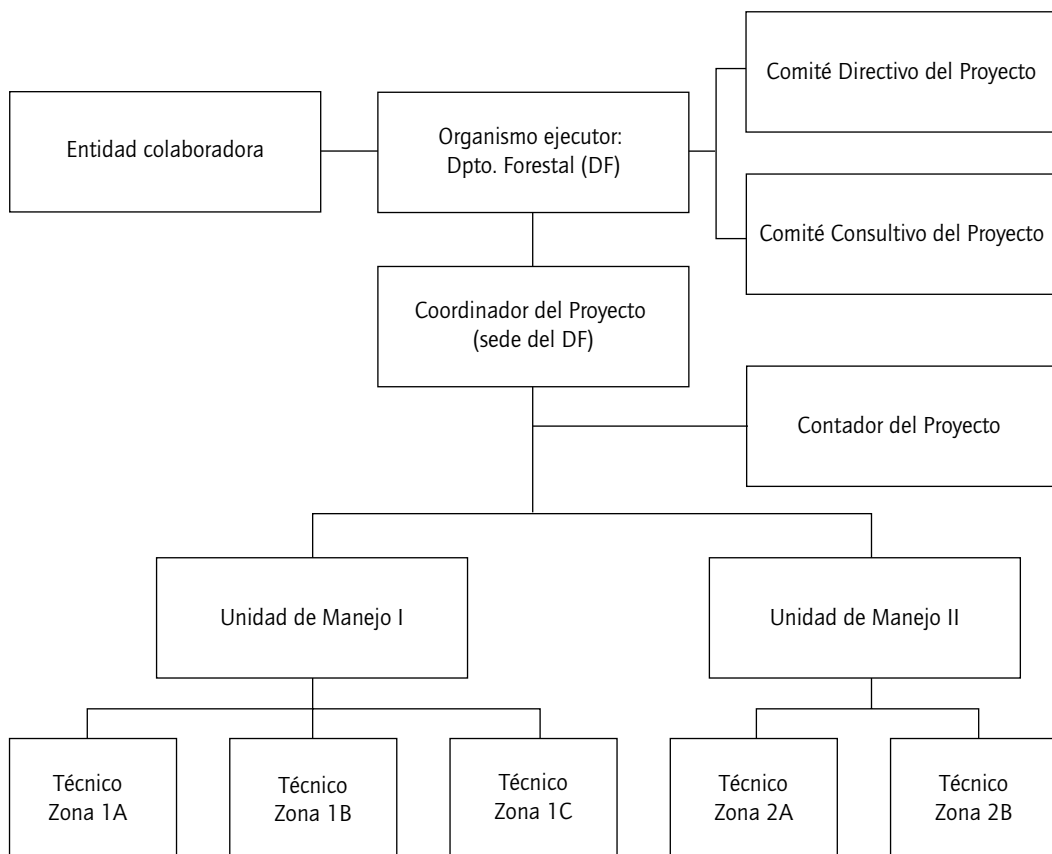 Comité Directivo del Proyecto
Entidad colaboradora
Organismo ejecutor:
Dpto. Forestal (DF)
Comité Consultivo del Proyecto
Coordinador del Proyecto
(sede del DF)
Contador del Proyecto
Unidad de Manejo I
Unidad de Manejo II
Técnico
Zona 1A
Técnico
Zona 1B
Técnico
Zona 1C
Técnico
Zona 2A
Técnico
Zona 2B